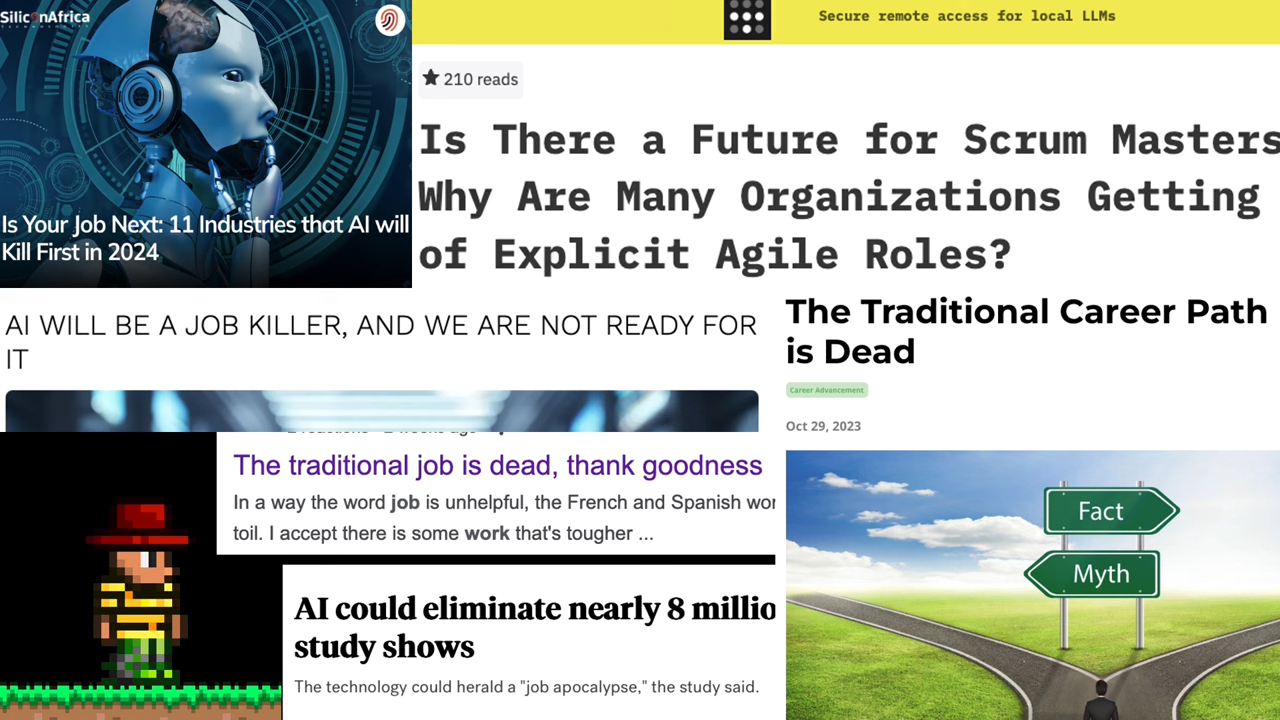 SiliconAfrica
Is Your Job Next: 11 Industries that AI will
Kill First in 2024
Secure remote access for local LLMs
210 reads
Is There a Future for Scrum Masters
Why Are Many Organizations Getting
of Explicit Agile Roles?
AI WILL BE A JOB KILLER, AND WE ARE NOT READY FOR
IT
The Traditional Career Path
is Dead
Career Advancement
Oct 29, 2023
Fact
Myth
The traditional job is dead, thank goodness
In a way the word job is unhelpful, the French and Spanish wor
toil. I accept there is some work that's tougher ...
AI could eliminate nearly 8 millio
study shows
The technology could herald a "job apocalypse," the study said.